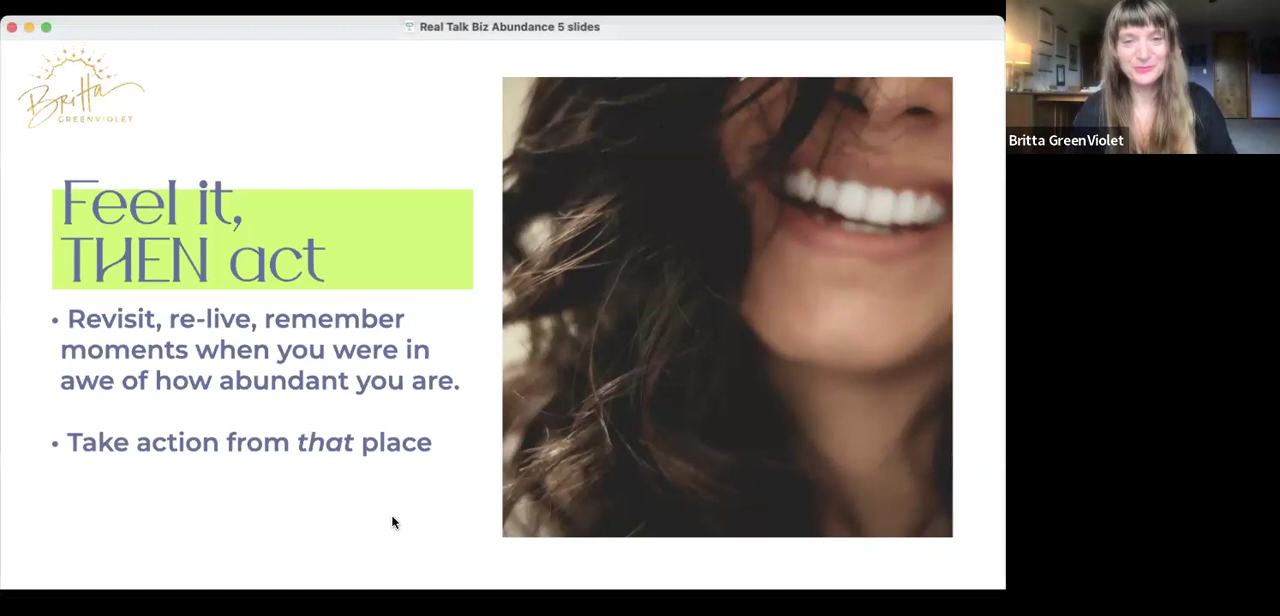 Real Talk Biz Abundance 5 slides
Britta
GREENVIOLET
Feel it,
THEN act
• Revisit, re-live, remember
moments when you were in
awe of how abundant you are.
• Take action from that place
Britta GreenViolet